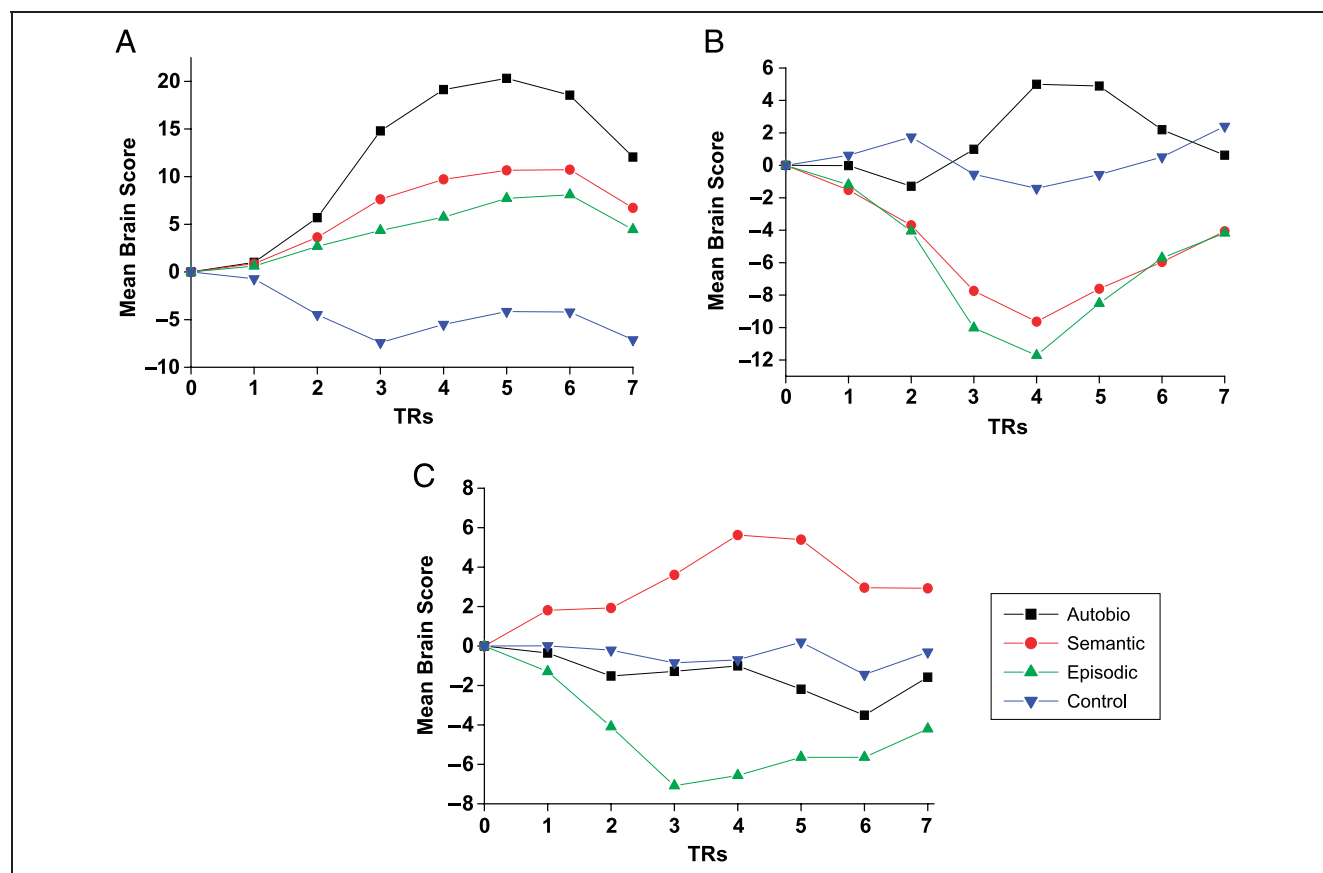 A
Mean Brain Score
20
15
10
5
0
–5
–10
0 1 2 3 4 5 6 7
TRs
B
Mean Brain Score
6
4
2
0
–2
–4
–6
–8
–10
–12
0 1 2 3 4 5 6 7
TRs
C
Mean Brain Score
8
6
4
2
0
–2
–4
–6
–8
0 1 2 3 4 5 6 7
TRs
Autobio
Semantic
Episodic
Control